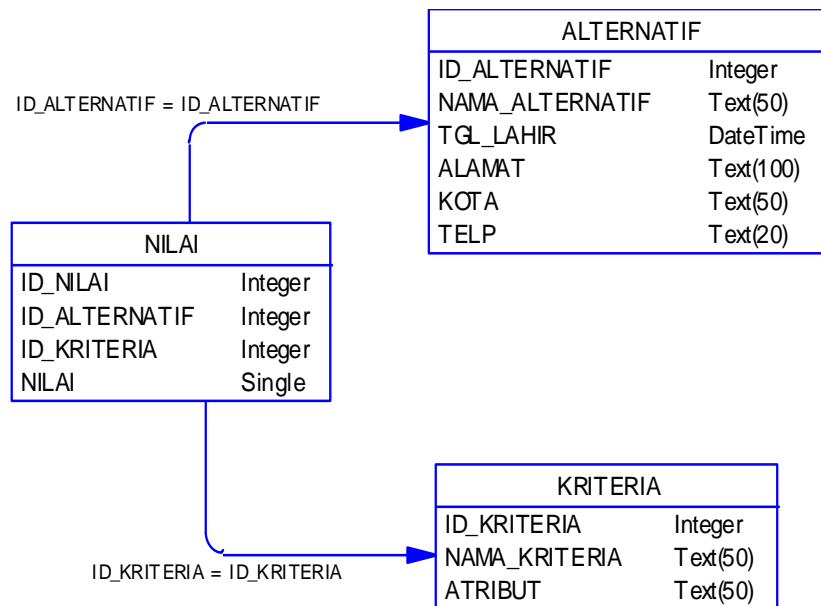 ALTERNATIF
ID_ALTERNATIF Integer
NAMA_ALTERNATIF Text(50)
TGL_LAHIR DateTime
ALAMAT Text(100)
KOTA Text(50)
TELP Text(20)
ID_ALTERNATIF = ID_ALTERNATIF
NILAI
ID_NILAI Integer
ID_ALTERNATIF Integer
ID_KRITERIA Integer
NILAI Single
ID_KRITERIA = ID_KRITERIA
KRITERIA
ID_KRITERIA Integer
NAMA_KRITERIA Text(50)
ATRIBUT Text(50)